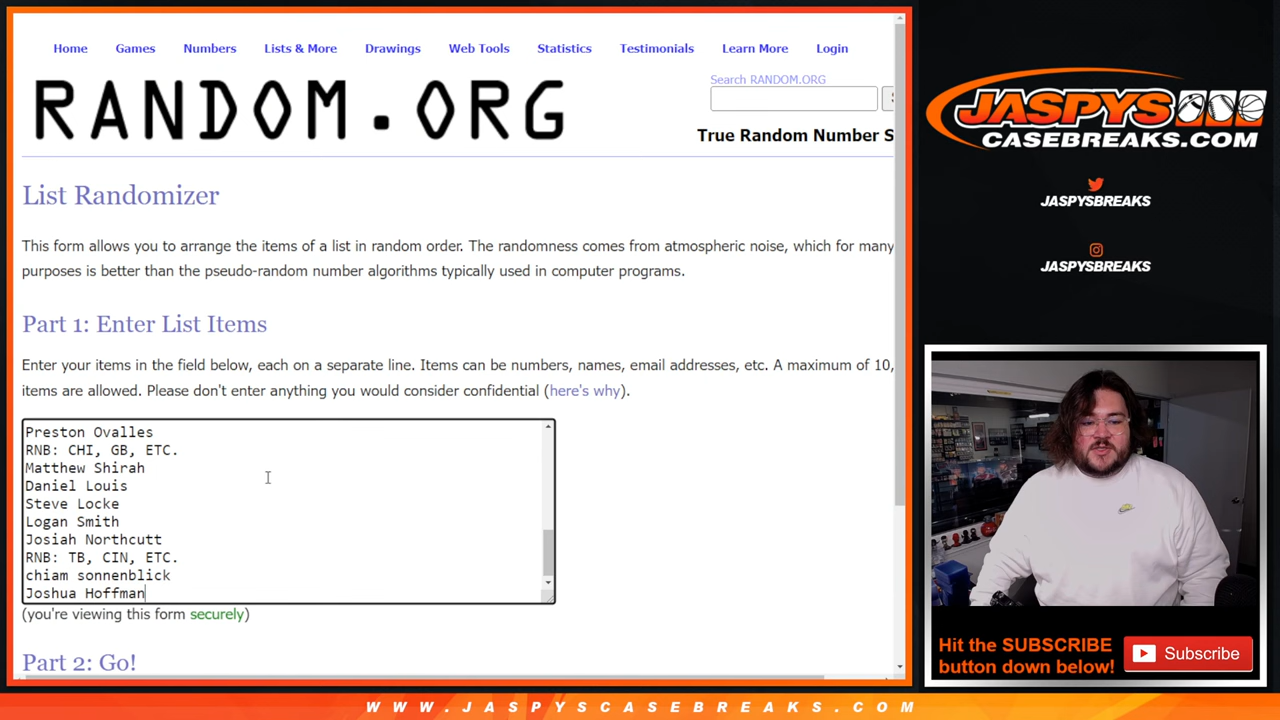 Home Games Numbers Lists & More Drawings Web Tools Statistics Testimonials Learn More Login
RANDOM.ORG
Search RANDOM.ORG
True Random Number S
List Randomizer
This form allows you to arrange the items of a list in random order. The randomness comes from atmospheric noise, which for many
purposes is better than the pseudo-random number algorithms typically used in computer programs.
Part 1: Enter List Items
Enter your items in the field below, each on a separate line. Items can be numbers, names, email addresses, etc. A maximum of 10,
items are allowed. Please don't enter anything you would consider confidential (here's why).
Preston Ovalles
RNB: CHI, GB, ETC.
Matthew Shirah
Daniel Louis
Steve Locke
Logan Smith
Josiah Northcutt
RNB: TB, CIN, ETC.
chiam sonnenblick
Joshua Hoffman
(you're viewing this form securely)
Part 2: Go!
JASPYS
CASEBREAKS.COM
JASPYSBREAKS
JASPYSBREAKS
Hit the SUBSCRIBE
button down below!
Subscribe
WWW.JASPYSCASEBREAKS.COM